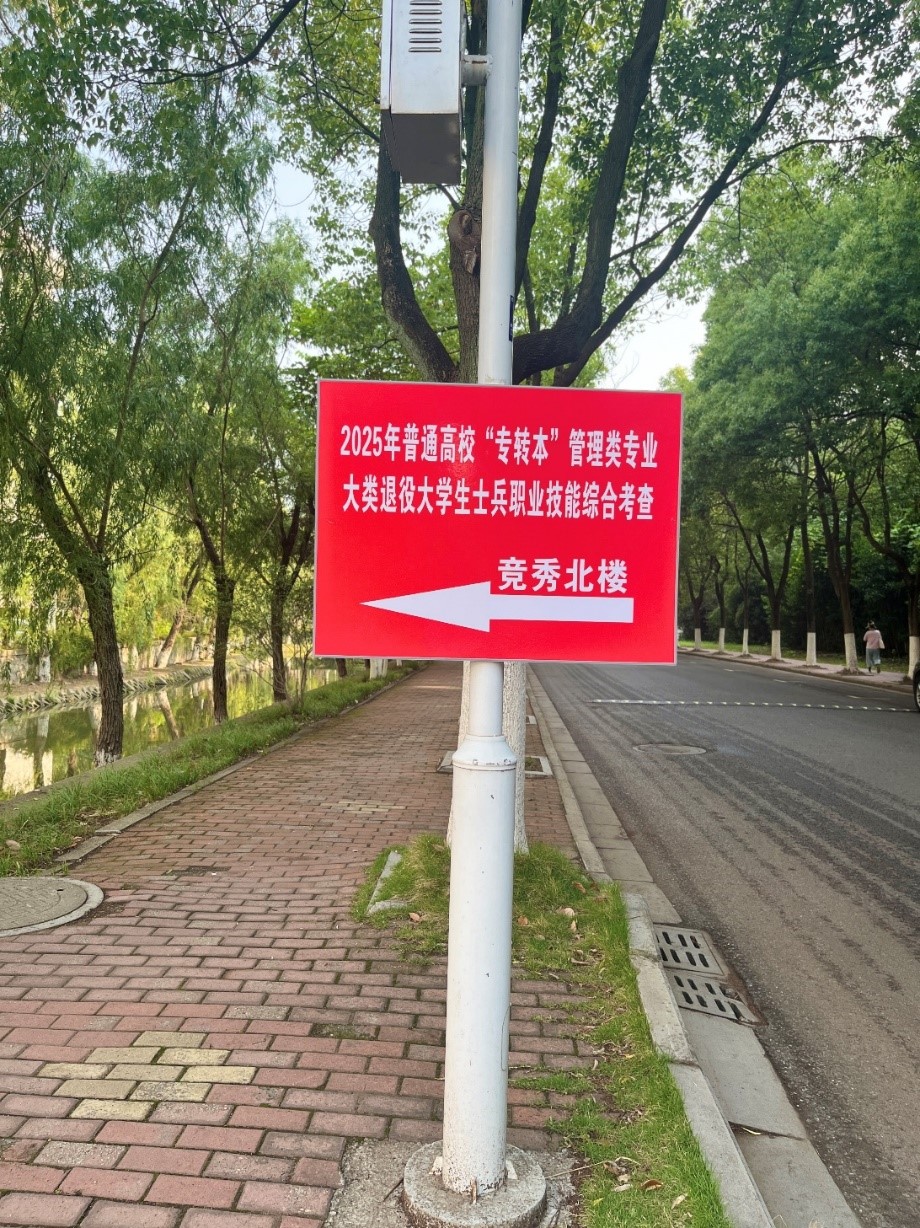 2025年普通高校“专转本”管理类专业
大类退役大学生士兵职业技能综合考查
竞秀北楼